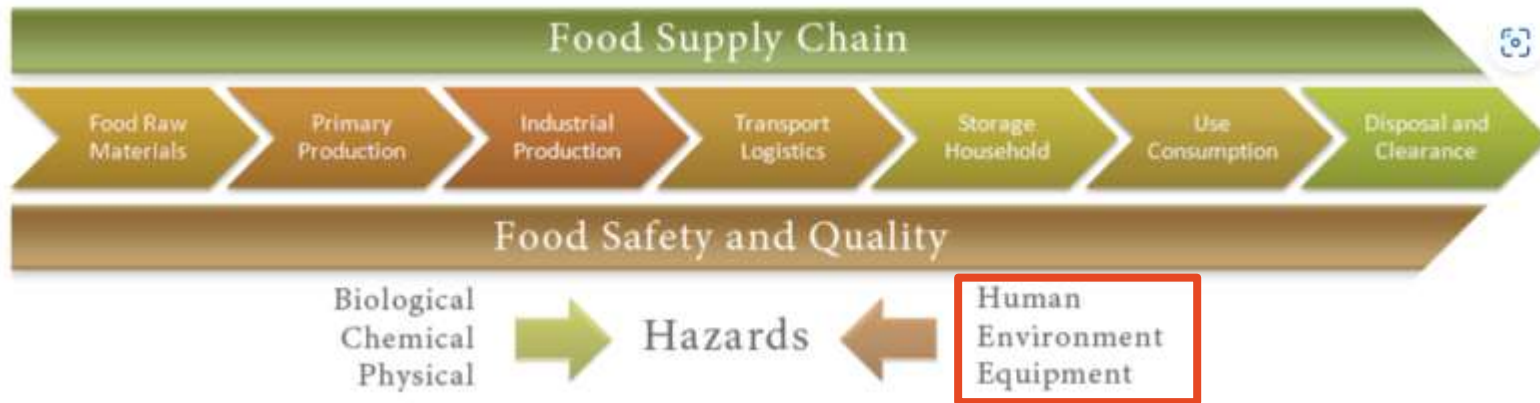 Food Supply Chain
Food Raw
Materials
Primary
Production
Industrial
Production
Transport
Logistics
Storage
Household
Use
Consumption
Disposal and
Clearance
Food Safety and Quality
Biological
Chemical
Physical
Hazards
Human
Environment
Equipment